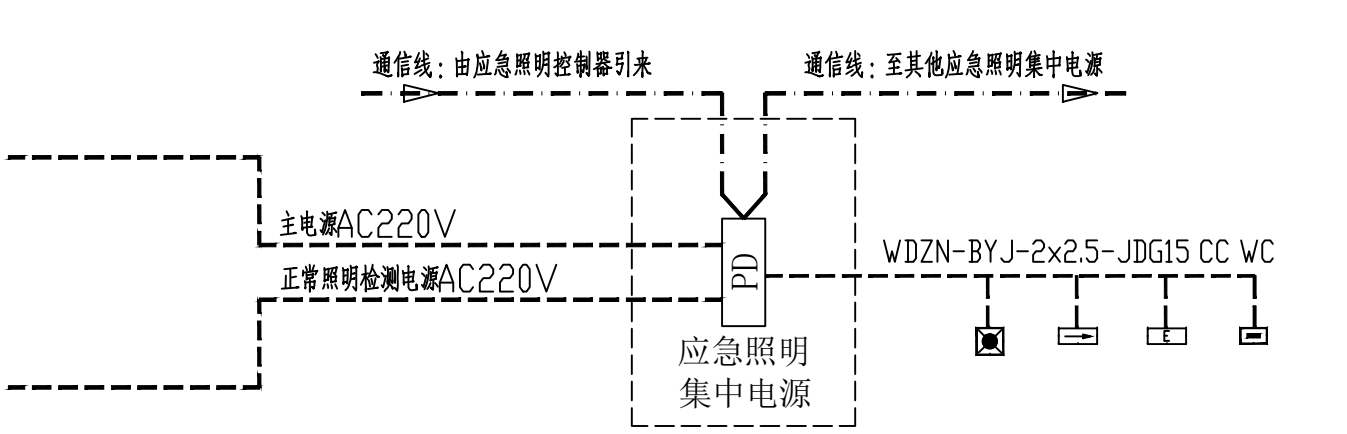 通信线：由应急照明控制器引来
通信线：至其他应急照明集中电源
主电源AC220V
正常照明检测电源AC220V
PD
WDZN-BYJ-2x2.5-JDG15 CC WC
E
应急照明
集中电源